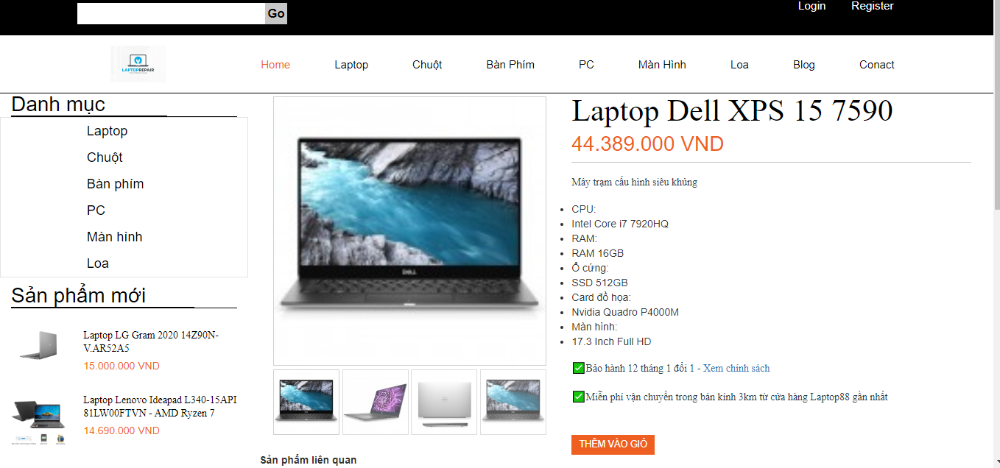 Go
Login
Register
LAPTOPREPAIR
Home
Laptop
Chuột
Bàn Phím
PC
Màn Hình
Loa
Blog
Conact
Danh mục
Laptop
Chuột
Bàn phím
PC
Màn hình
Loa
Sản phẩm mới
Laptop LG Gram 2020 14Z90N-
V.AR52A5
15.000.000 VND
Laptop Lenovo Ideapad L340-15API
81LW00FTVN - AMD Ryzen 7
14.690.000 VND
DELL
Sản phẩm liên quan
Laptop Dell XPS 15 7590
44.389.000 VND
Máy trạm cấu hình siêu khủng
CPU:
Intel Core i7 7920HQ
RAM:
RAM 16GB
Ổ cứng:
SSD 512GB
Card đồ họa:
Nvidia Quadro P4000M
Màn hình:
17.3 Inch Full HD
Bảo hành 12 tháng 1 đổi 1 - Xem chính sách
Miễn phí vận chuyển trong bán kính 3km từ cửa hàng Laptop88 gần nhất
THÊM VÀO GIỎ